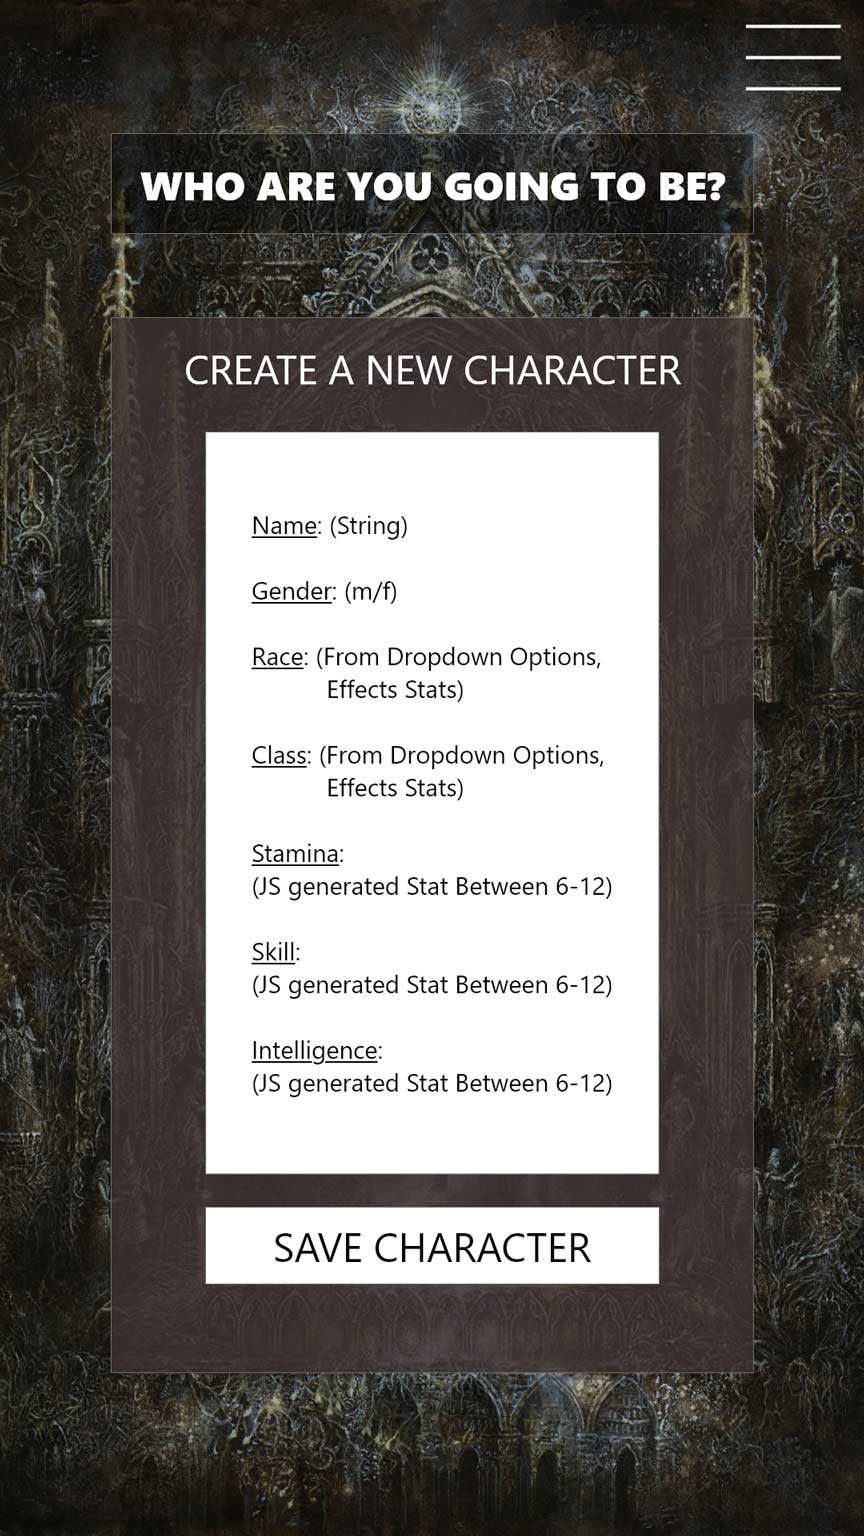 WHO ARE YOU GOING TO BE?
CREATE A NEW CHARACTER
Name: (String)
Gender: (m/f)
Race: (From Dropdown Options,
Effects Stats)
Class: (From Dropdown Options,
Effects Stats)
Stamina:
(JS generated Stat Between 6-12)
Skill:
(JS generated Stat Between 6-12)
Intelligence:
(JS generated Stat Between 6-12)
SAVE CHARACTER